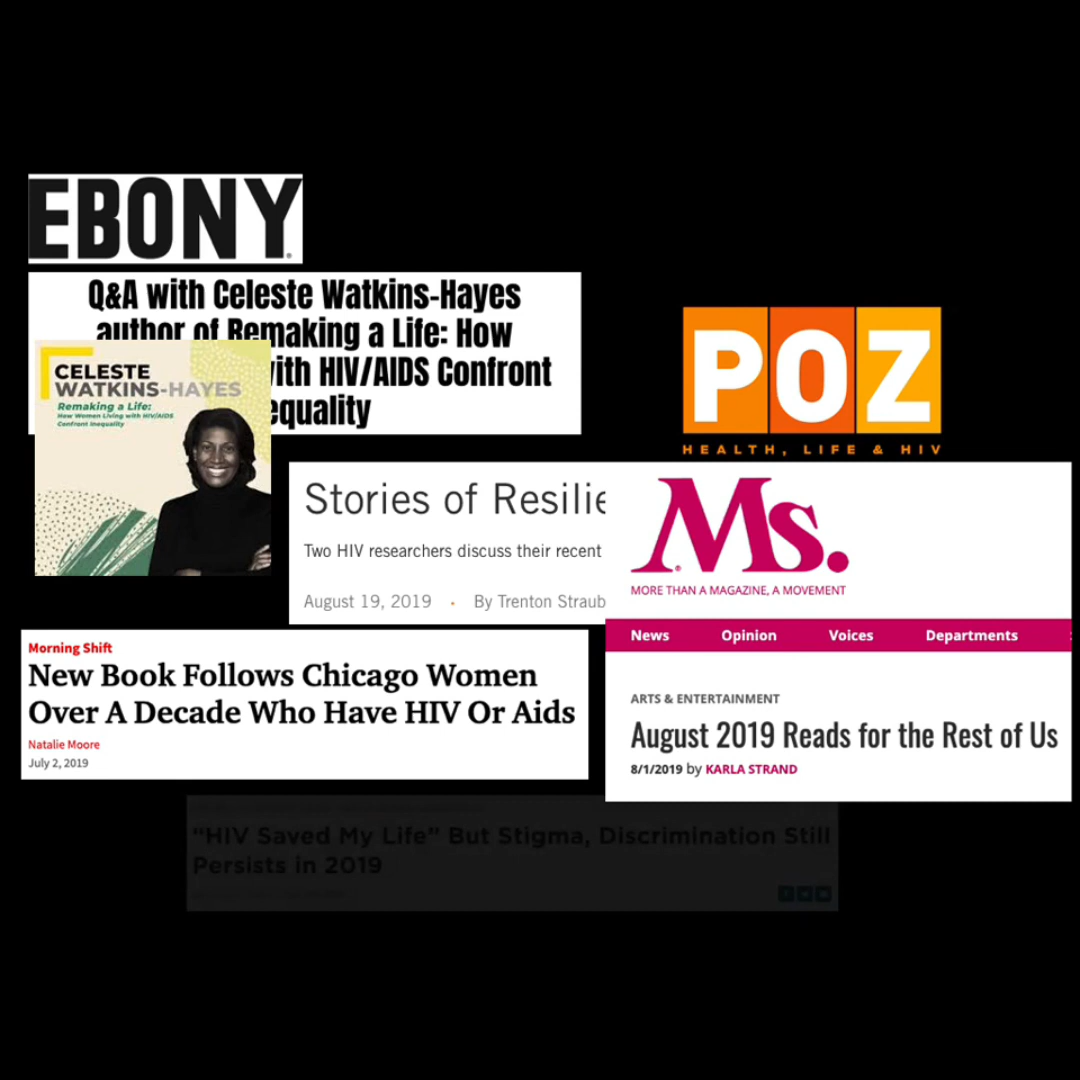 EBONY
Q&A with Celeste Watkins-Hayes
author of Remaking a Life: How
with HIV/AIDS Confront
equality
CELESTE
WATKINS-HAYES
Remaking a Life:
How Women Living with HIV/AIDS
Confront Inequality
POZ
HEALTH, LIFE & HIV
Stories of Resilie
Two HIV researchers discuss their recent
August 19, 2019 • By Trenton Straub
Ms.
MORE THAN A MAGAZINE, A MOVEMENT
News Opinion Voices Departments
ARTS & ENTERTAINMENT
August 2019 Reads for the Rest of Us
8/1/2019 by KARLA STRAND
Morning Shift
New Book Follows Chicago Women
Over A Decade Who Have HIV Or Aids
Natalie Moore
July 2, 2019
“HIV Saved My Life” But Stigma, Discrimination Still
Persists in 2019